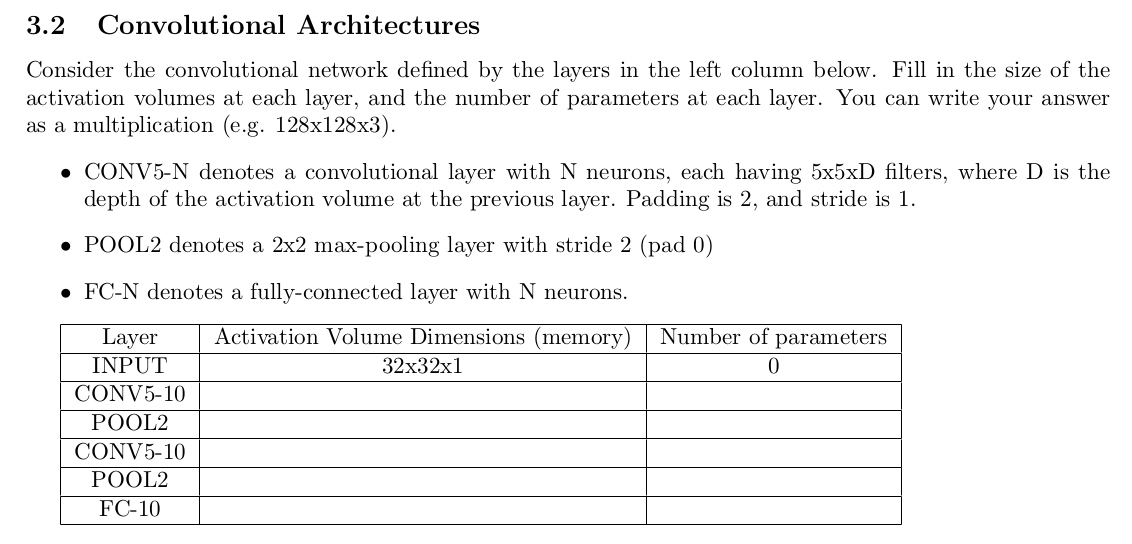 3.2 Convolutional Architectures
Consider the convolutional network defined by the layers in the left column below. Fill in the size of the
activation volumes at each layer, and the number of parameters at each layer. You can write your answer
as a multiplication (e.g. 128x128x3).
• CONV5-N denotes a convolutional layer with N neurons, each having 5x5xD filters, where D is the
depth of the activation volume at the previous layer. Padding is 2, and stride is 1.
• POOL2 denotes a 2x2 max-pooling layer with stride 2 (pad 0)
• FC-N denotes a fully-connected layer with N neurons.
Layer Activation Volume Dimensions (memory) Number of parameters
INPUT 32x32x1 0
CONV5-10
POOL2
CONV5-10
POOL2
FC-10